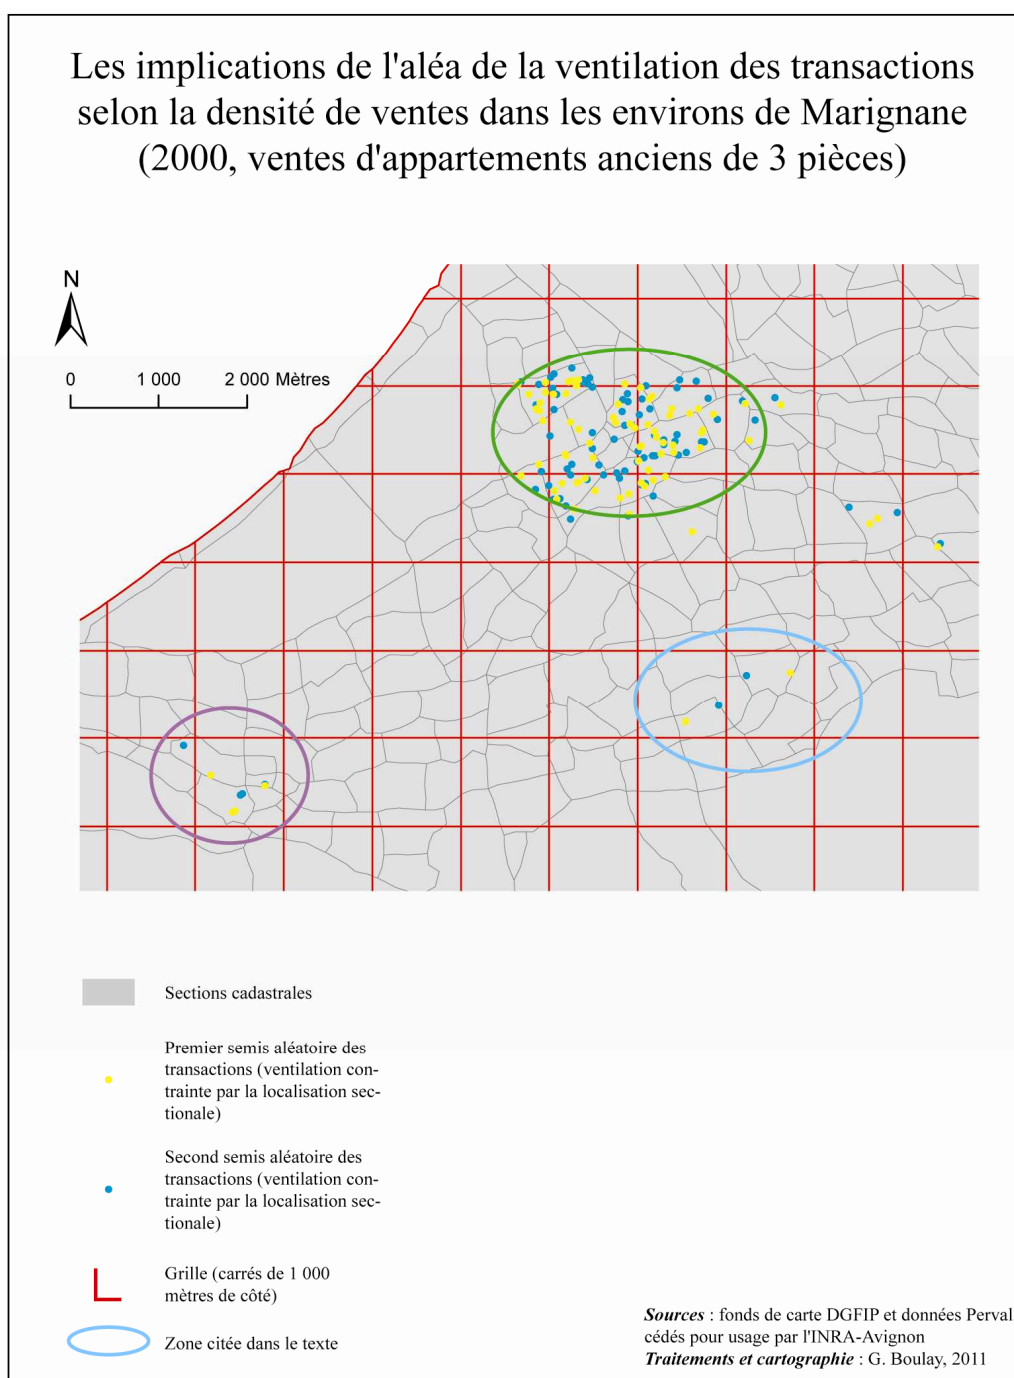 Les implications de l'aléa de la ventilation des transactions
selon la densité de ventes dans les environs de Marignane
(2000, ventes d'appartements anciens de 3 pièces)
N
0 1 000 2 000 Mètres
Sections cadastrales
Premier semis aléatoire des
transactions (ventilation con-
trainte par la localisation sec-
tionale)
Second semis aléatoire des
transactions (ventilation con-
trainte par la localisation sec-
tionale)
Grille (carrés de 1 000
mètres de côté)
Zone citée dans le texte
Sources : fonds de carte DGFIP et données Perval
cédés pour usage par l'INRA-Avignon
Traitements et cartographie : G. Boulay, 2011